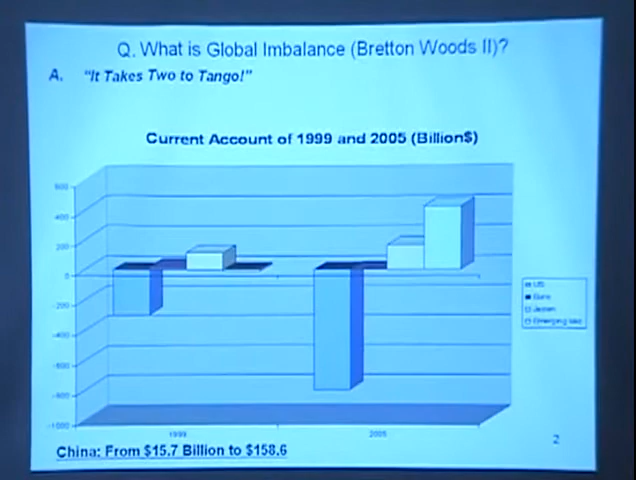 Q. What is Global Imbalance (Bretton Woods II)?
A. "It Takes Two to Tango!"
Current Account of 1999 and 2005 (Billion$)
600
400
200
0
-200
-400
-600
-800
-1000
1999 2005
US
Euro
Japan
Emerging
China: From $15.7 Billion to $158.6
2